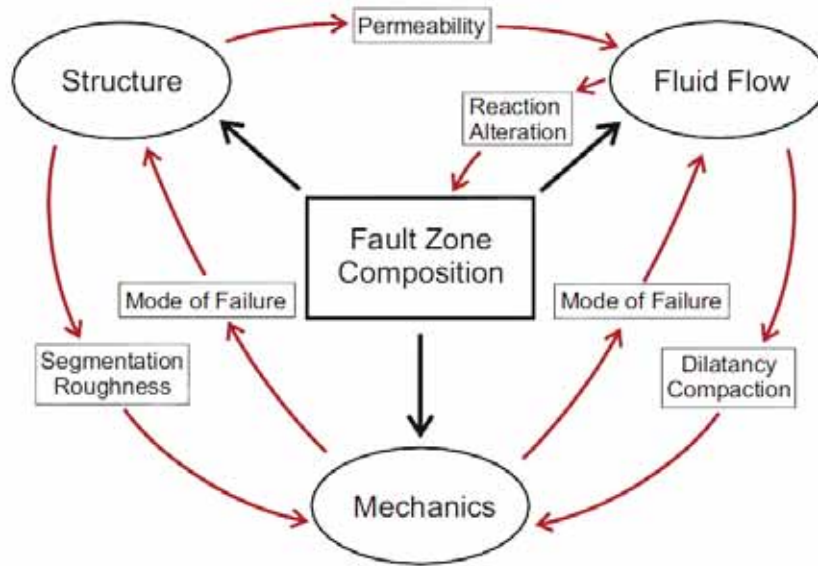 Permeability
Structure
Fluid Flow
Reaction
Alteration
Fault Zone
Composition
Mode of Failure
Mode of Failure
Segmentation
Roughness
Dilatancy
Compaction
Mechanics